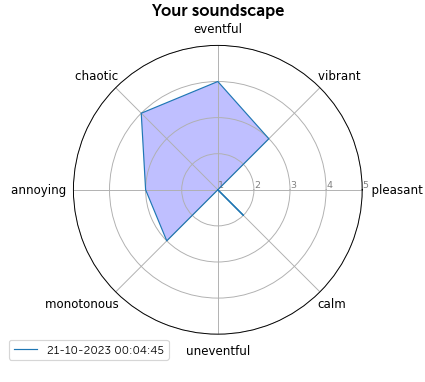 Your soundscape
eventful
chaotic
vibrant
annoying
1 2 3 4 5
pleasant
monotonous
calm
uneventful
21-10-2023 00:04:45